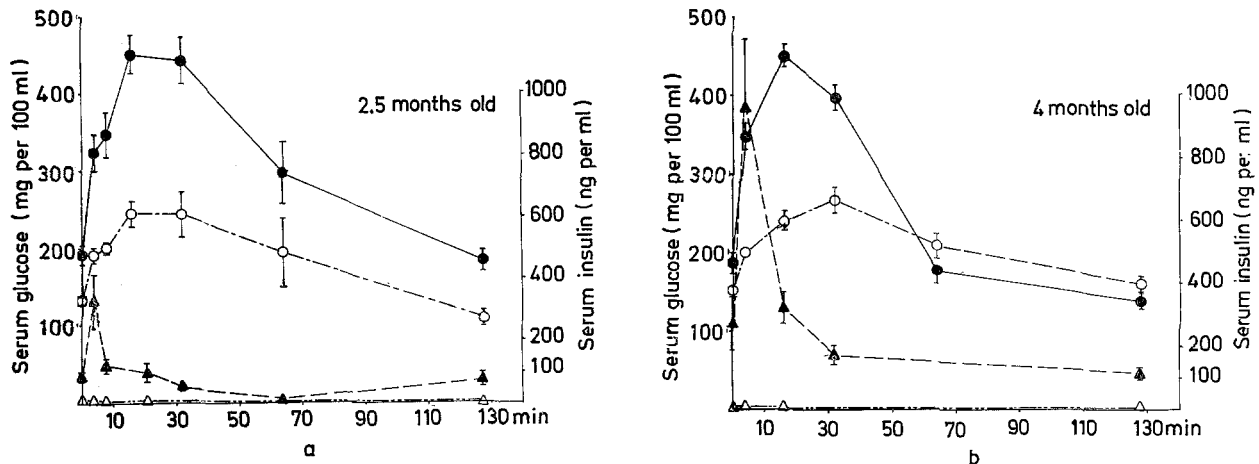 Serum glucose (mg per 100 ml)
500
400
300
200
100
2.5 months old
1000
800
600
400
200
100
Serum insulin (ng per ml)
10 30 50 70 90 110 130 min
a
Serum glucose (mg per 100 ml)
500
400
300
200
100
4 months old
1000
800
600
400
200
100
Serum insulin (ng per ml)
10 30 50 70 90 110 130 min
b